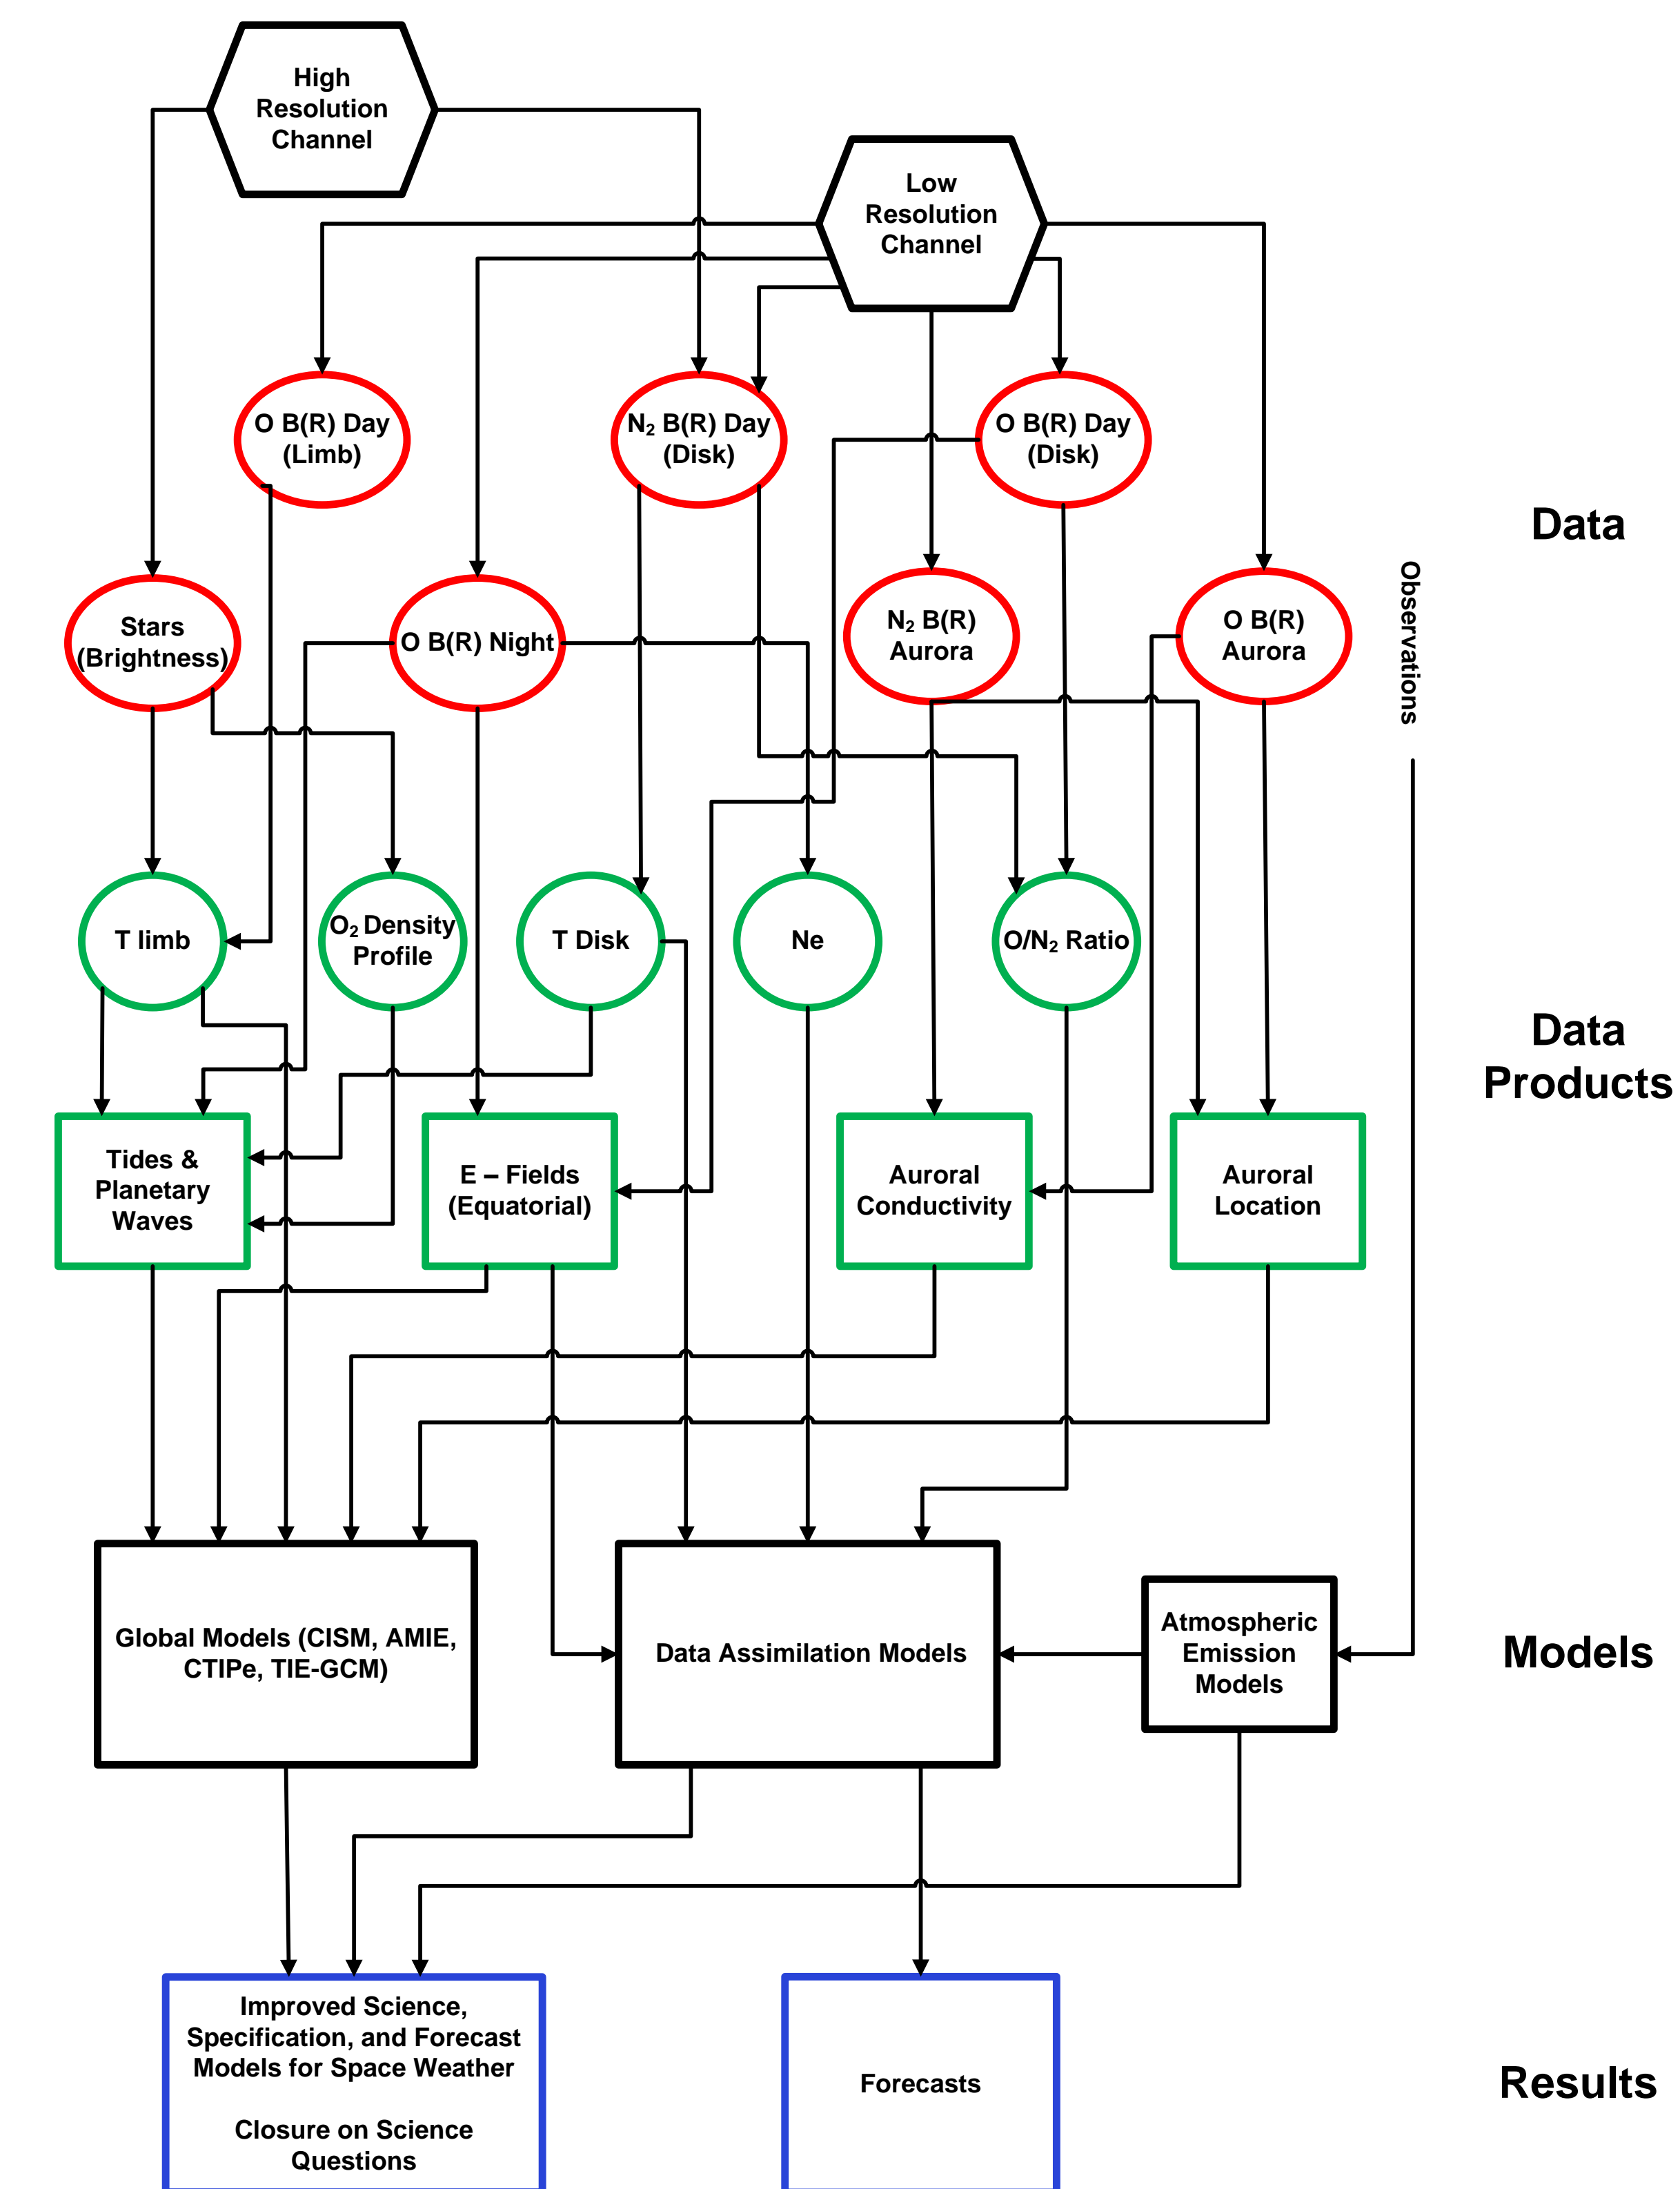 High
Resolution
Channel
Low
Resolution
Channel
O B(R) Day
(Limb)
N₂ B(R) Day
(Disk)
O B(R) Day
(Disk)
Data
Observations
Stars
(Brightness)
O B(R) Night
N₂ B(R)
Aurora
O B(R)
Aurora
T limb
O₂ Density
Profile
T Disk
Ne
O/N₂ Ratio
Data
Products
Tides &
Planetary
Waves
E – Fields
(Equatorial)
Auroral
Conductivity
Auroral
Location
Global Models (CISM, AMIE,
CTIPe, TIE-GCM)
Data Assimilation Models
Atmospheric
Emission
Models
Models
Improved Science,
Specification, and Forecast
Models for Space Weather
Closure on Science
Questions
Forecasts
Results